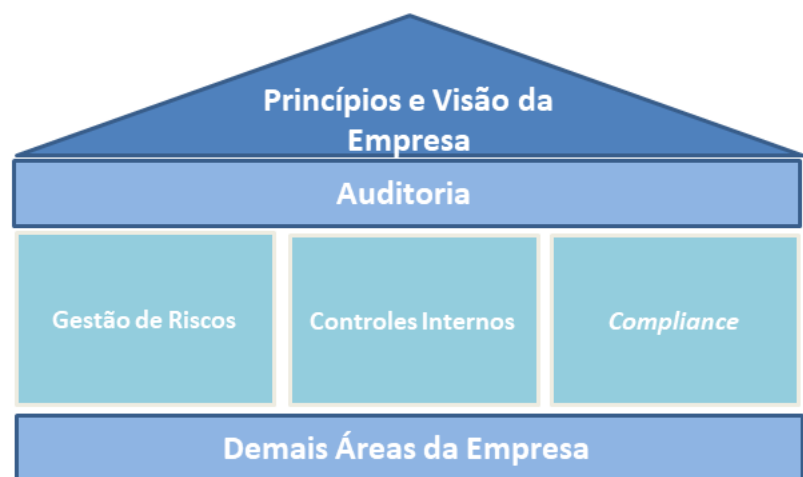 Princípios e Visão da
Empresa
Auditoria
Gestão de Riscos
Controles Internos
Compliance
Demais Áreas da Empresa